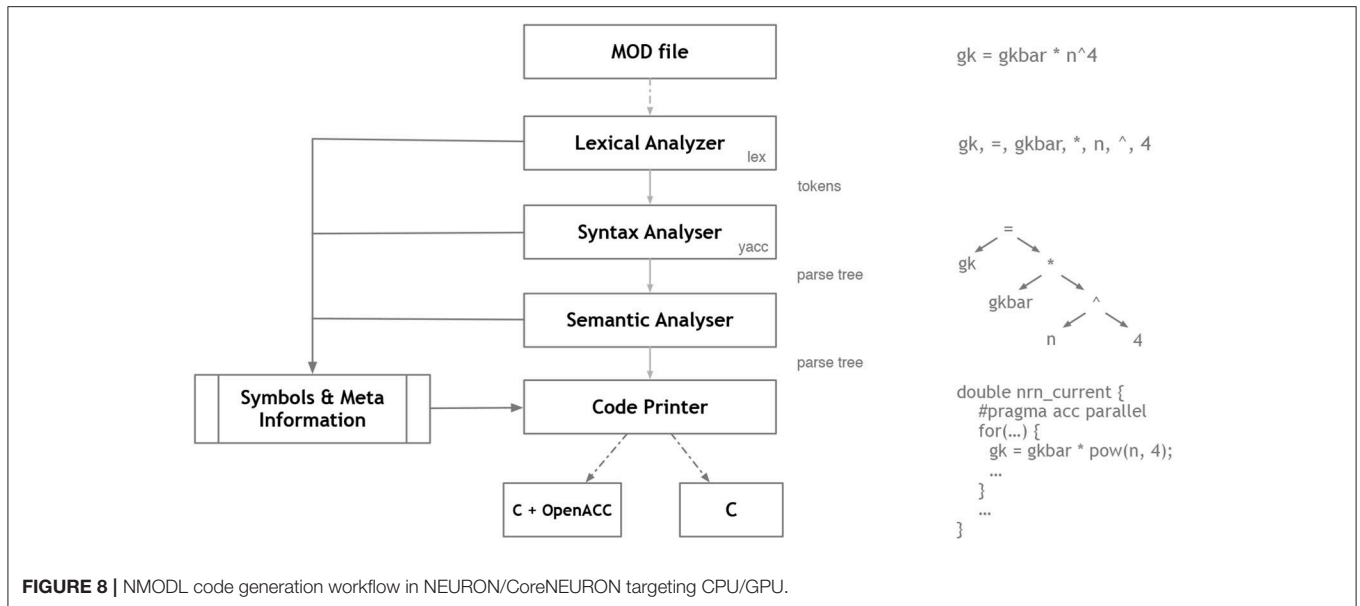 MOD file
gk = gkbar * n^4
Lexical Analyzer
lex
gk, =, gkbar, *, n, ^, 4
tokens
Syntax Analyser
yacc
=
gk
*
gkbar
^
n
4
parse tree
Semantic Analyser
parse tree
Symbols & Meta
Information
Code Printer
double nrn_current {
#pragma acc parallel
for(...) {
gk = gkbar * pow(n, 4);
...
}
...
}
C + OpenACC
C
FIGURE 8 | NMODL code generation workflow in NEURON/CoreNEURON targeting CPU/GPU.